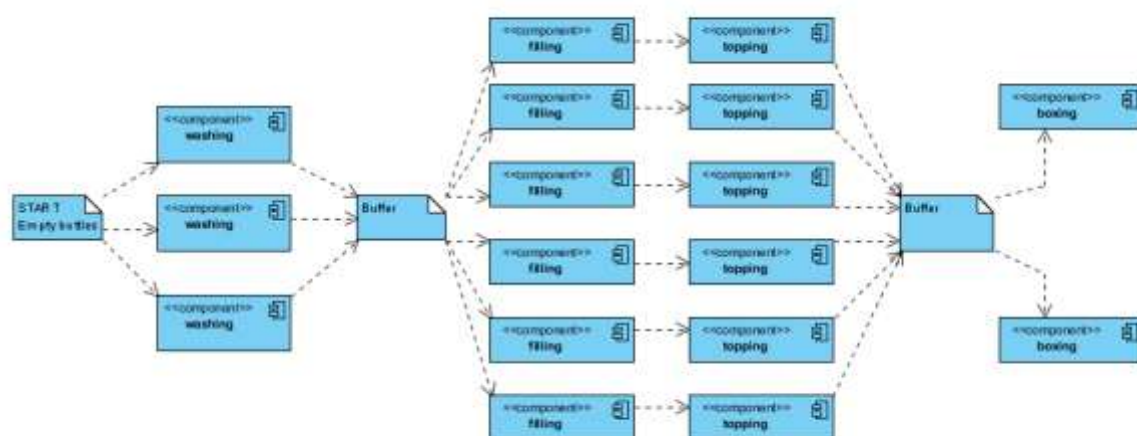 START
Empty bottles
<<component>>
washing
<<component>>
washing
<<component>>
washing
Buffer
<<component>>
filling
<<component>>
filling
<<component>>
filling
<<component>>
filling
<<component>>
filling
<<component>>
filling
<<component>>
topping
<<component>>
topping
<<component>>
topping
<<component>>
topping
<<component>>
topping
<<component>>
topping
Buffer
<<component>>
boxing
<<component>>
boxing